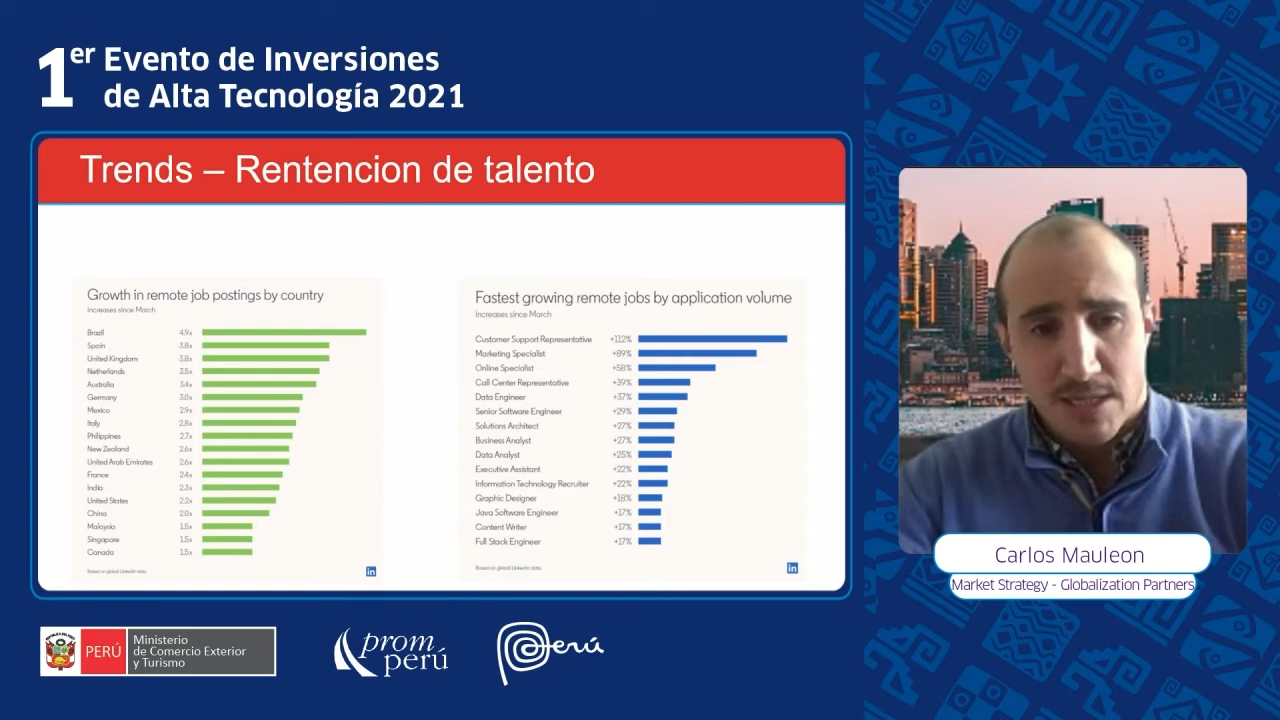 1er Evento de Inversiones
de Alta Tecnología 2021
Trends – Rentencion de talento
Growth in remote job postings by country
Increases since March
Brazil 4.9x
Spain 3.8x
United Kingdom 3.8x
Netherlands 3.5x
Australia 3.4x
Germany 3.0x
Mexico 2.9x
Italy 2.8x
Philippines 2.7x
New Zealand 2.6x
United Arab Emirates 2.6x
France 2.4x
India 2.3x
United States 2.2x
China 2.0x
Malaysia 1.5x
Singapore 1.5x
Canada 1.5x
Based on global LinkedIn data.
in
Fastest growing remote jobs by application volume
Increases since March
Customer Support Representative +112%
Marketing Specialist +89%
Online Specialist +58%
Call Center Representative +39%
Data Engineer +37%
Senior Software Engineer +29%
Solutions Architect +27%
Business Analyst +27%
Data Analyst +25%
Executive Assistant +22%
Information Technology Recruiter +22%
Graphic Designer +18%
Java Software Engineer +17%
Content Writer +17%
Full Stack Engineer +17%
Based on global LinkedIn data.
in
Carlos Mauleon
Market Strategy - Globalization Partners
PERÚ
Ministerio
de Comercio Exterior
y Turismo
prom
perú
Perú